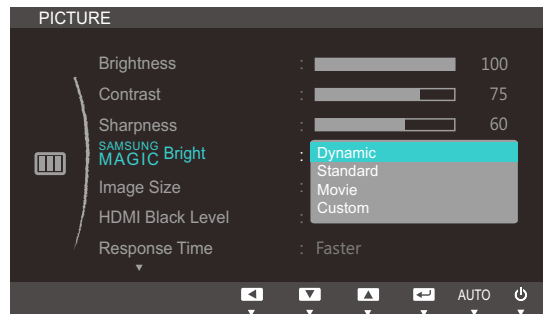 PICTURE
Brightness : 100
Contrast : 75
Sharpness : 60
SAMSUNG
MAGIC Bright : Dynamic
Standard
Movie
Custom
Image Size :
HDMI Black Level :
Response Time : Faster
AUTO